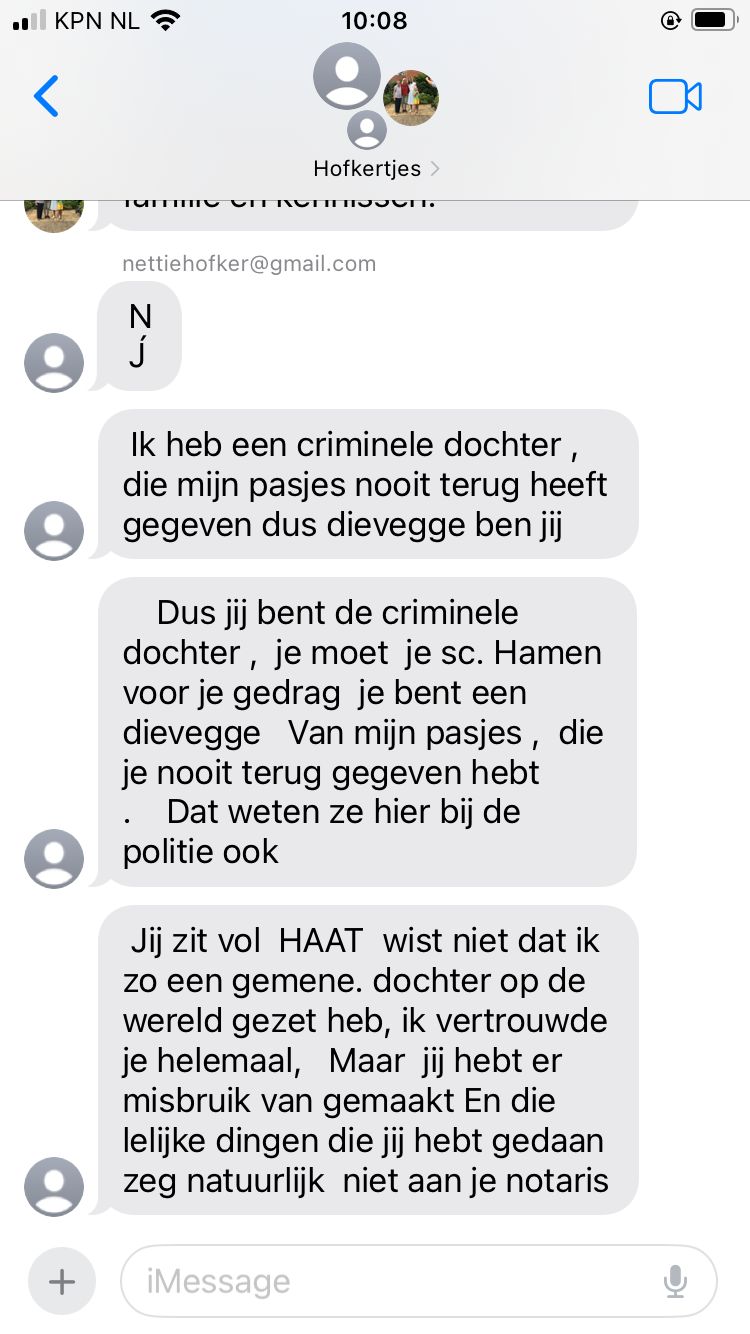 KPN NL
10:08
Hofkertjes
familie en kennissen.
nettiehofker@gmail.com
N
J́
Ik heb een criminele dochter ,
die mijn pasjes nooit terug heeft
gegeven dus dievegge ben jij
Dus jij bent de criminele
dochter , je moet je sc. Hamen
voor je gedrag je bent een
dievegge Van mijn pasjes , die
je nooit terug gegeven hebt
. Dat weten ze hier bij de
politie ook
Jij zit vol HAAT wist niet dat ik
zo een gemene. dochter op de
wereld gezet heb, ik vertrouwde
je helemaal, Maar jij hebt er
misbruik van gemaakt En die
lelijke dingen die jij hebt gedaan
zeg natuurlijk niet aan je notaris
iMessage